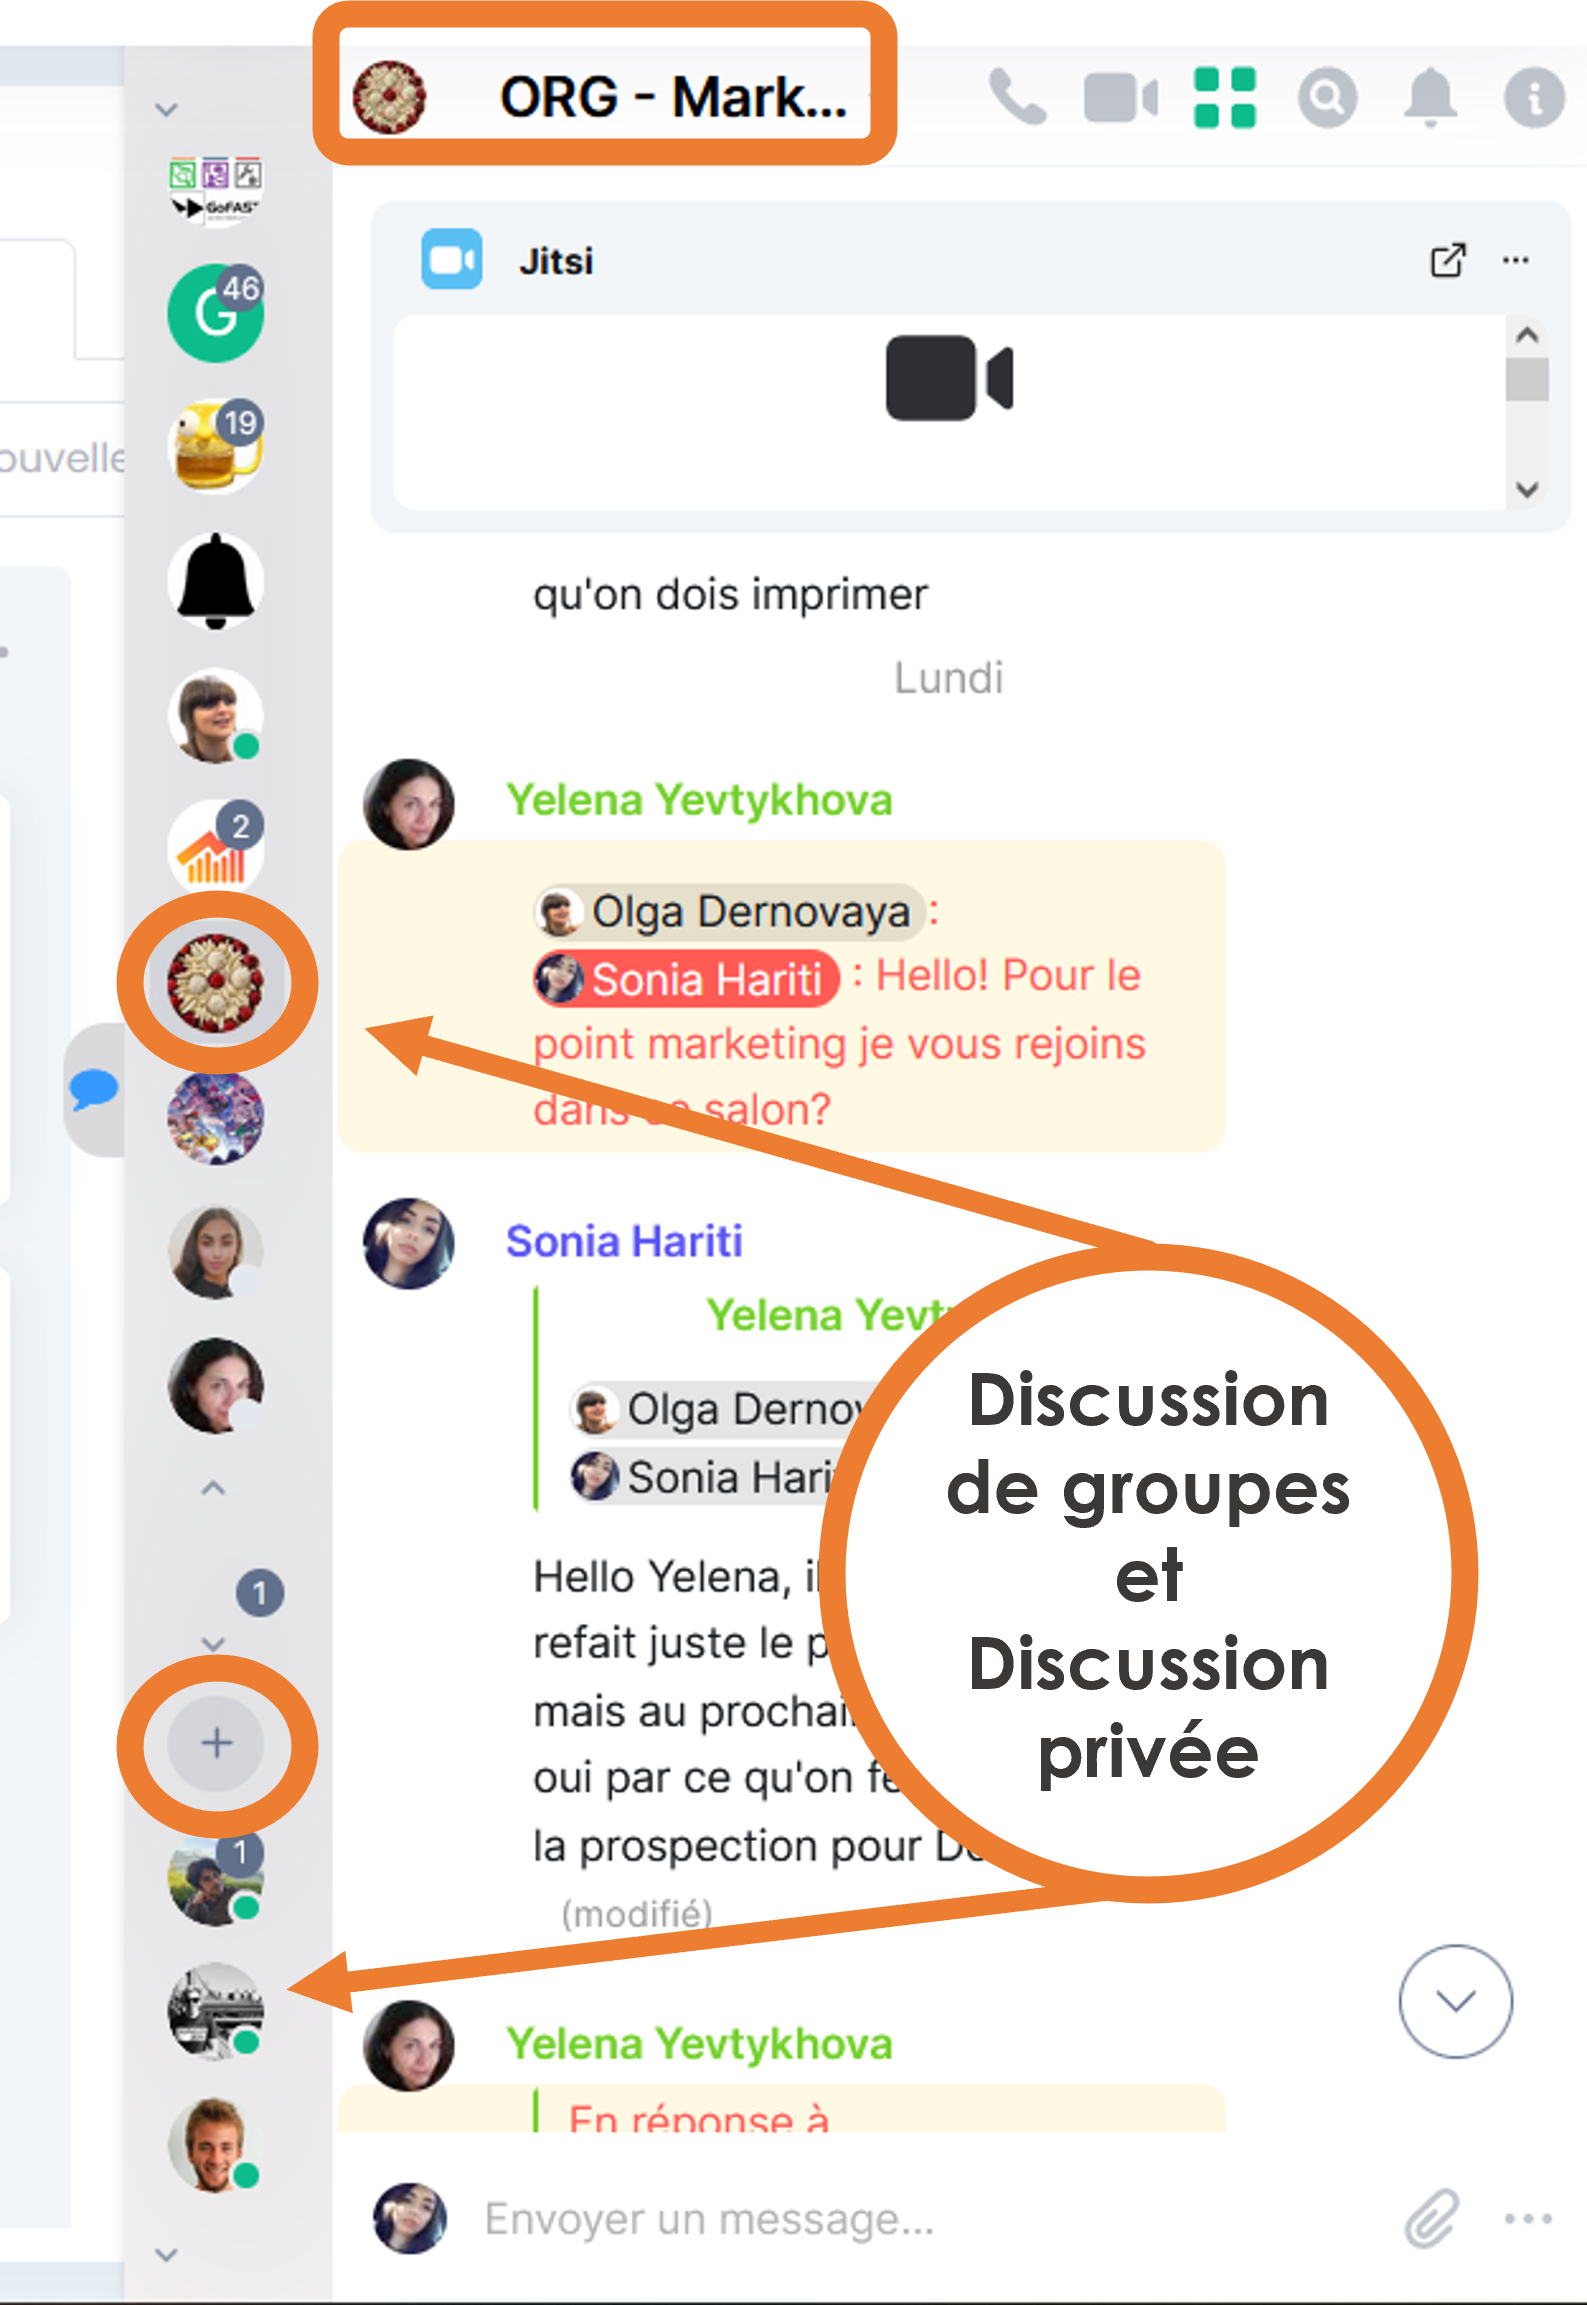 ORG - Mark...
GoFAST
46
Jitsi
19
ouvelle
qu'on dois imprimer
Lundi
Yelena Yevtykhova
2
Olga Dernovaya :
Sonia Hariti : Hello! Pour le
point marketing je vous rejoins
dans ce salon?
Sonia Hariti
Yelena Yevt
Olga Dernov
Sonia Hari
Hello Yelena, il
refait juste le p
mais au prochai
oui par ce qu'on fe
la prospection pour De
(modifié)
Discussion
de groupes
et
Discussion
privée
1
+
1
Yelena Yevtykhova
En réponse à
Envoyer un message...